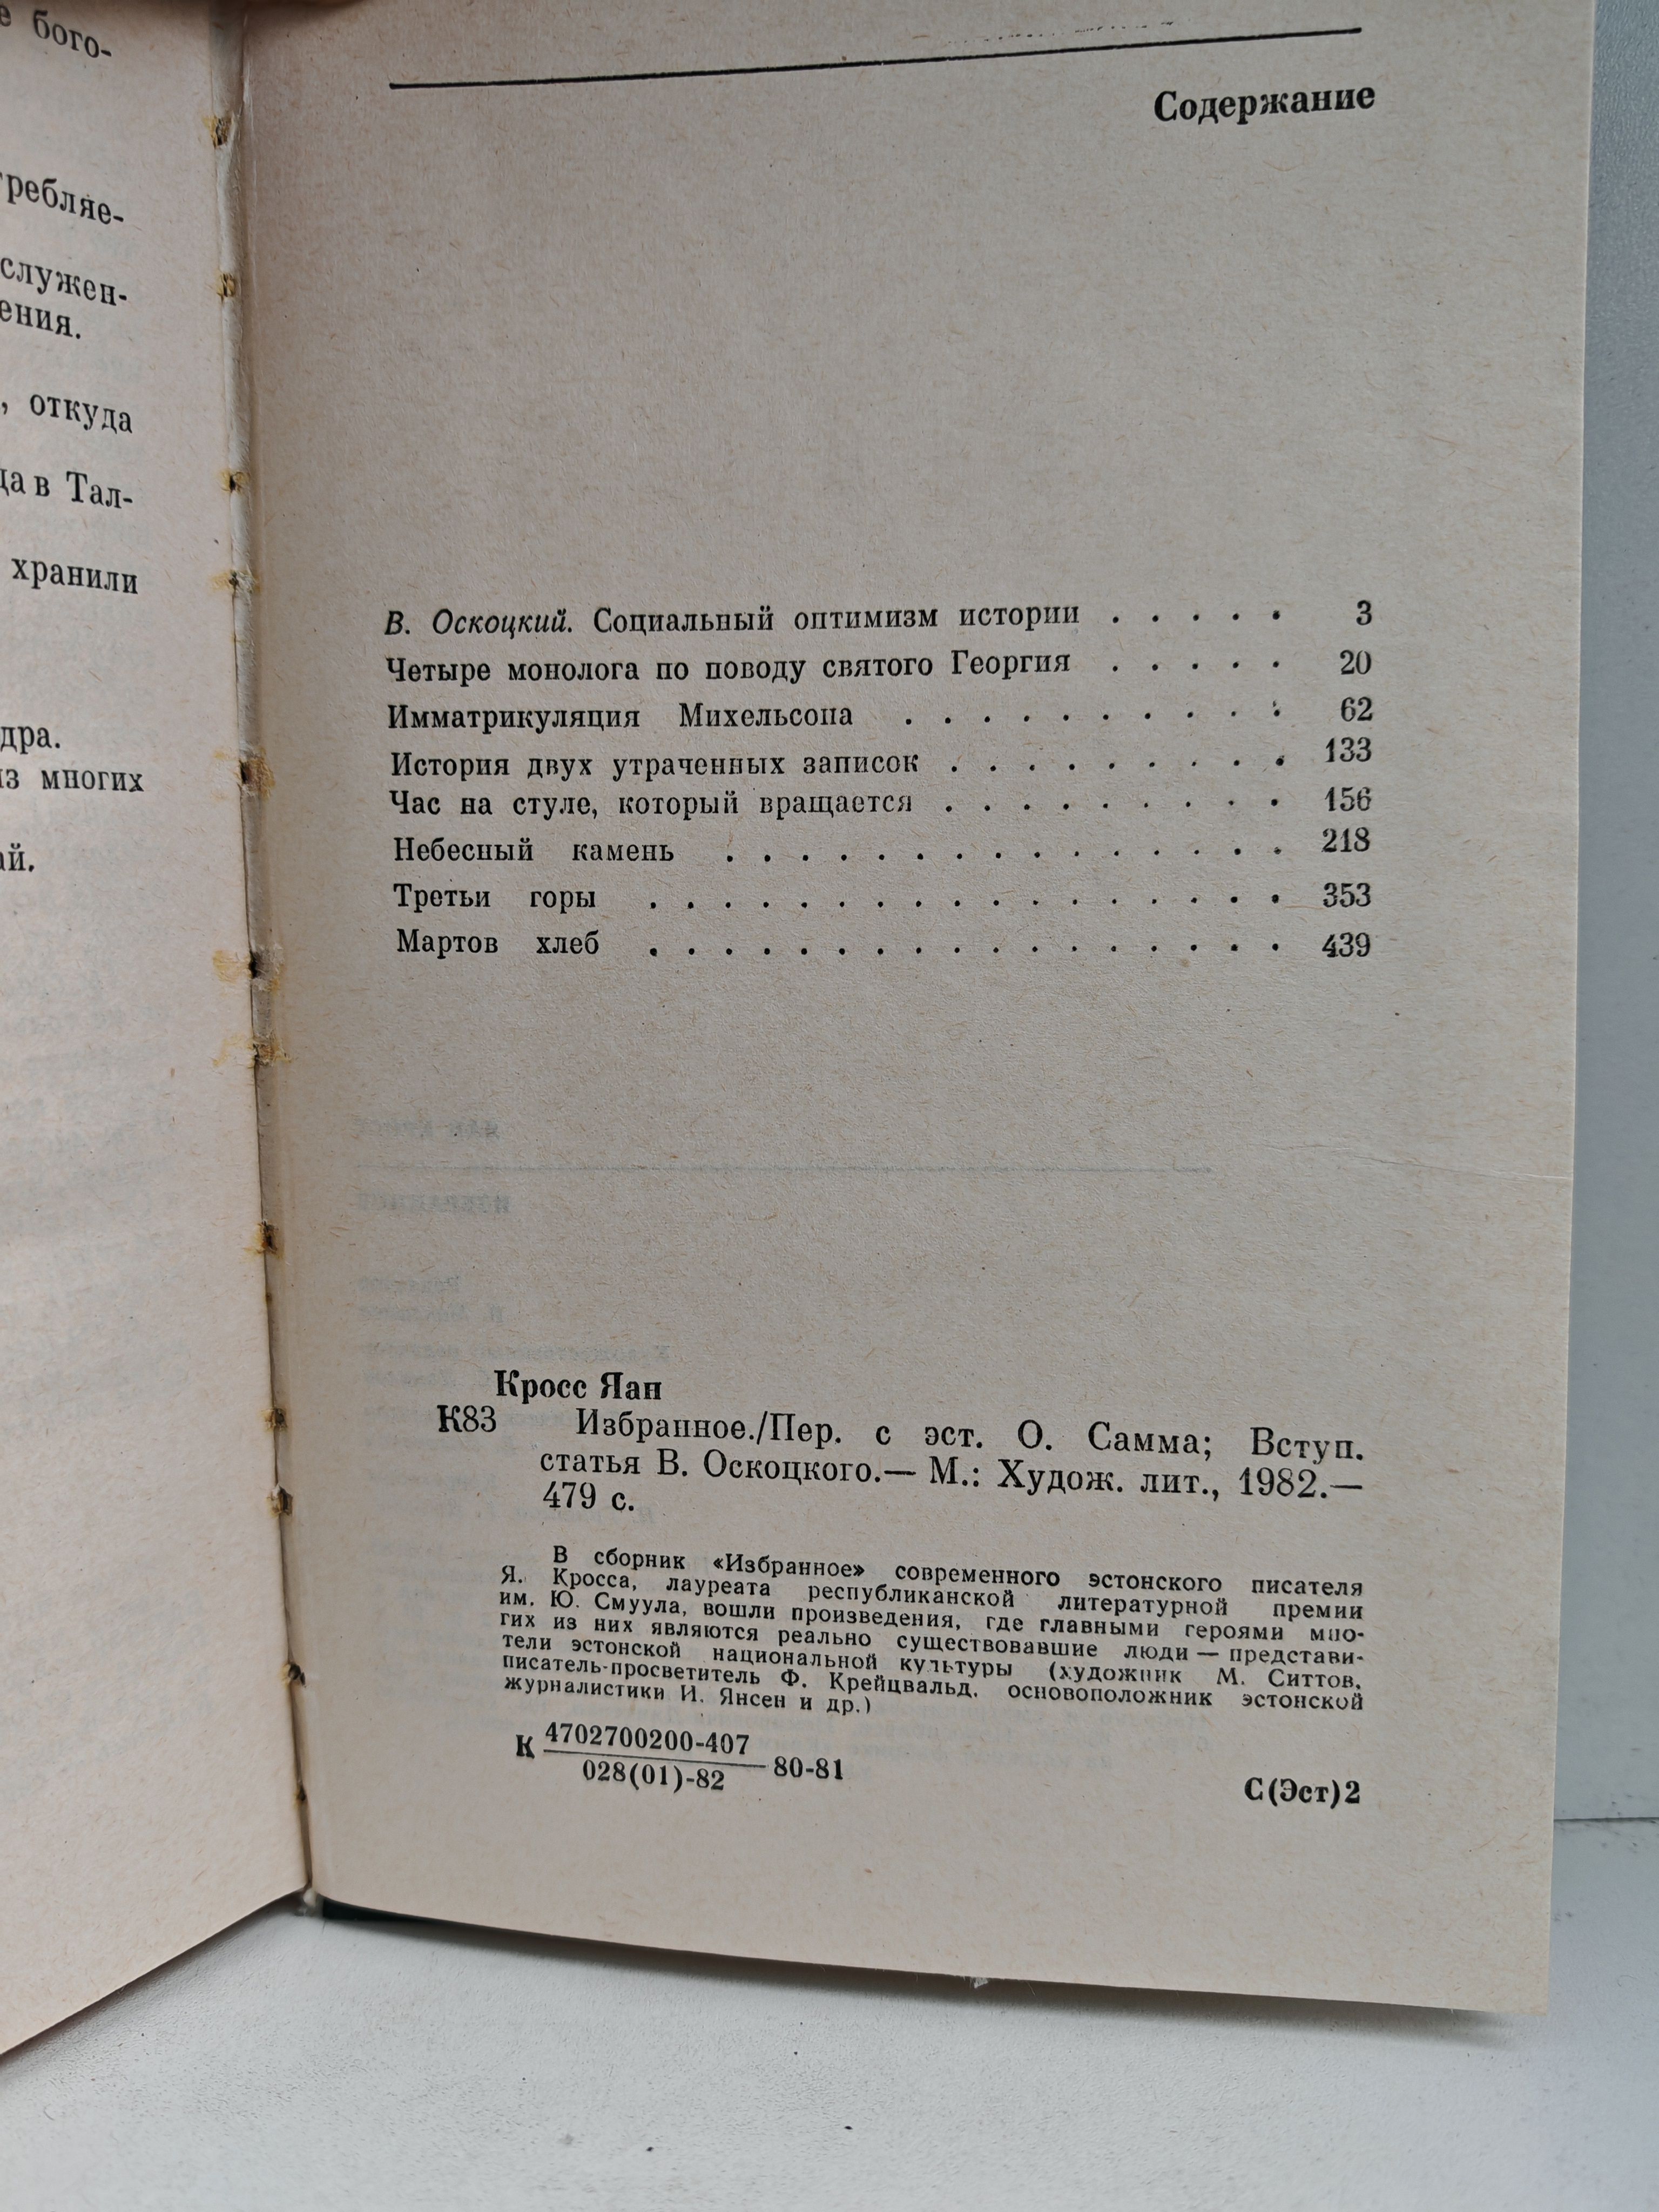 бого-
служен-
ения.
, откуда
в Тал-
хранили
дра.
многих
Содержание
В. Оскоцкий. Социальный оптимизм истории . . . . . 3
Четыре монолога по поводу святого Георгия . . . . . 20
Имматрикуляция Михельсона . . . . . . . . . . 62
История двух утраченных записок . . . . . . . . . 133
Час на стуле, который вращается . . . . . . . . . 156
Небесный камень . . . . . . . . . . . . . . . 218
Третьи горы . . . . . . . . . . . . . . . . . 353
Мартов хлеб . . . . . . . . . . . . . . . . . 439
Кросс Яан
К83 Избранное./Пер. с эст. О. Самма; Вступ.
статья В. Оскоцкого.— М.: Худож. лит., 1982.—
479 с.
В сборник «Избранное» современного эстонского писателя
Я. Кросса, лауреата республиканской литературной премии
им. Ю. Смуула, вошли произведения, где главными героями мно-
гих из них являются реально существовавшие люди — представи-
тели эстонской национальной культуры (художник М. Ситтов,
писатель-просветитель Ф. Крейцвальд, основоположник эстонской
журналистики И. Янсен и др.)
К 4702700200-407
028(01)-82 80-81
С(Эст)2